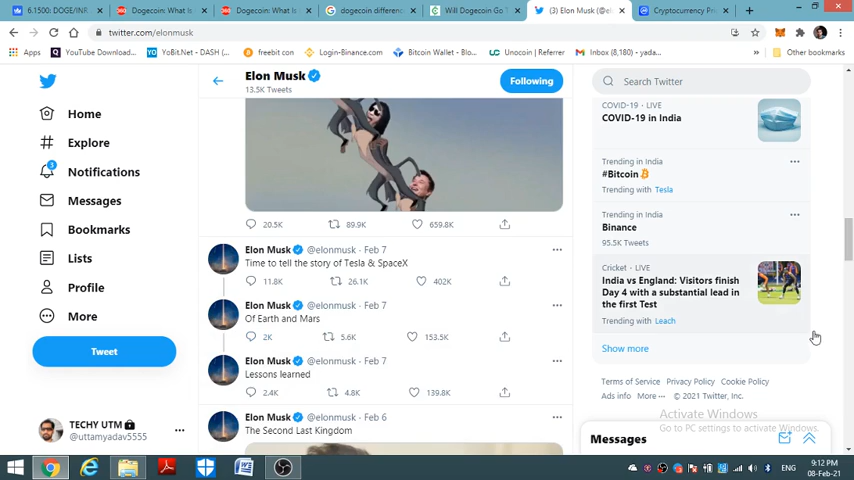 6.1500: DOGE/INR
Dogecoin: What Is
Dogecoin: What Is
dogecoin differenc
Will Dogecoin Go T
(3) Elon Musk (@e
Cryptocurrency Pri
twitter.com/elonmusk
Apps
YouTube Download...
YoBit.Net - DASH (...
freebit coin
Login-Binance.com
Bitcoin Wallet - Blo...
Unocoin | Referrer
Inbox (8,180) - yada...
Other bookmarks
Home
Explore
3
Notifications
Messages
Bookmarks
Lists
Profile
More
Tweet
TECHY UTM
@uttamyadav5555
Elon Musk
13.5K Tweets
Following
20.5K 89.9K 659.8K
Elon Musk @elonmusk · Feb 7
Time to tell the story of Tesla & SpaceX
11.8K 26.1K 402K
Elon Musk @elonmusk · Feb 7
Of Earth and Mars
2K 5.6K 153.5K
Elon Musk @elonmusk · Feb 7
Lessons learned
2.4K 4.8K 139.8K
Elon Musk @elonmusk · Feb 6
The Second Last Kingdom
Search Twitter
COVID-19 · LIVE
COVID-19 in India
Trending in India
#Bitcoin
Trending with Tesla
Trending in India
Binance
95.5K Tweets
Cricket · LIVE
India vs England: Visitors finish
Day 4 with a substantial lead in
the first Test
Trending with Leach
Show more
Terms of Service Privacy Policy Cookie Policy
Ads info More ··· © 2021 Twitter, Inc.
Activate Windows
Go to PC settings to activate Windows.
Messages
ENG
9:12 PM
08-Feb-21